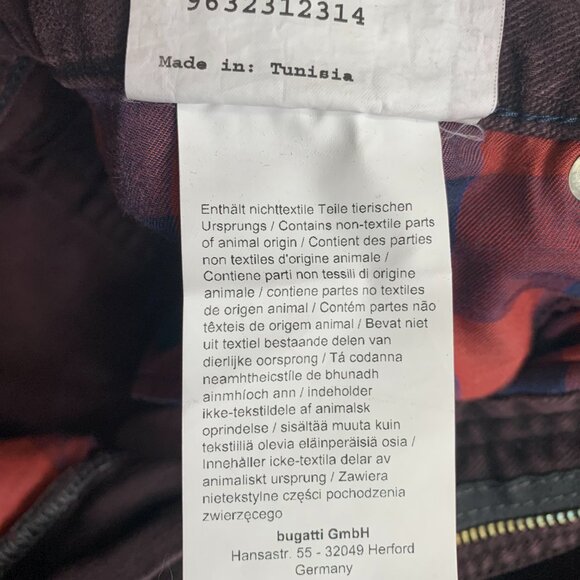 9632312314
Made in: Tunisia
Enthält nichttextile Teile tierischen
Ursprungs / Contains non-textile parts
of animal origin / Contient des parties
non textiles d'origine animale /
Contiene parti non tessili di origine
animale / contiene partes no textiles
de origen animal / Contém partes não
têxteis de origem animal / Bevat niet
uit textiel bestaande delen van
dierlijke oorsprong / Tá codanna
neamhtheicstíle de bhunadh
ainmhíoch ann / indeholder
ikke-tekstildele af animalsk
oprindelse / sisältää muuta kuin
tekstiiliä olevia eläinperäisiä osia /
Innehåller icke-textila delar av
animaliskt ursprung / Zawiera
nietekstylne części pochodzenia
zwierzęcego
bugatti GmbH
Hansastr. 55 - 32049 Herford
Germany